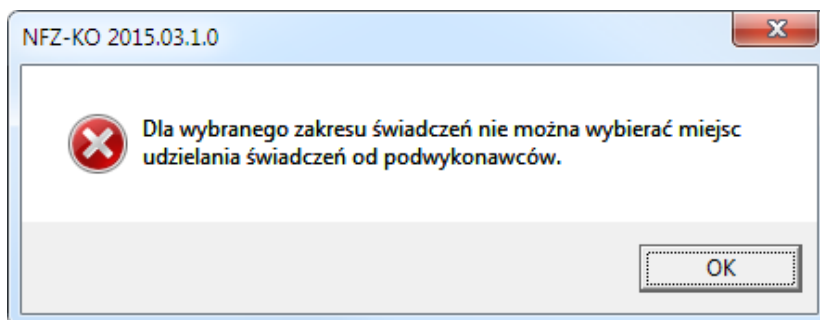 NFZ-KO 2015.03.1.0
Dla wybranego zakresu świadczeń nie można wybierać miejsc
udzielania świadczeń od podwykonawców.
OK